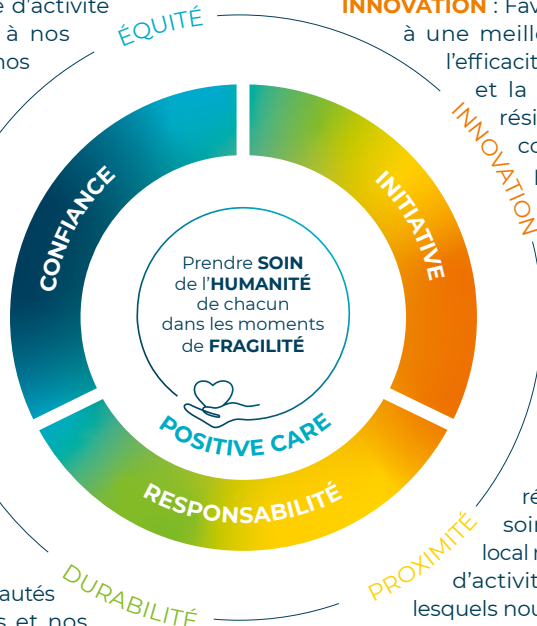 d'activité
à nos
nos
ÉQUITÉ
INNOVATION : Fav
à une meille
l'efficacit
et la
rési
co
INNOVATION
CONFIANCE
INITIATIVE
Prendre SOIN
de l'HUMANITÉ
de chacun
dans les moments
de FRAGILITÉ
POSITIVE CARE
RESPONSABILITÉ
DURABILITÉ
PROXIMITÉ
ré
soin
local
d'activit
lesquels nou
autés
s et nos